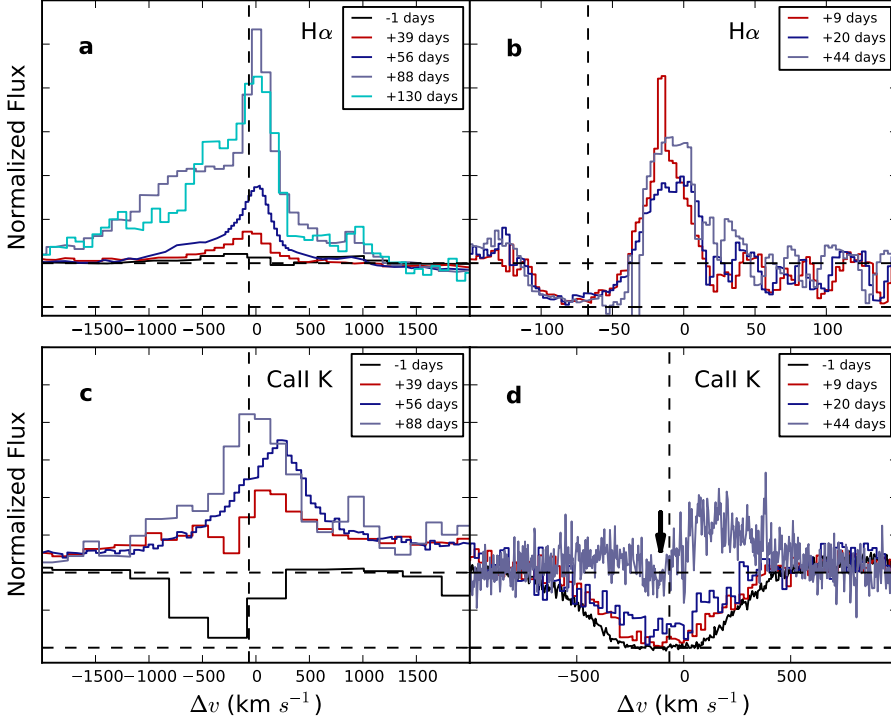 a
Hα
-1 days
+39 days
+56 days
+88 days
+130 days
b
Hα
+9 days
+20 days
+44 days
Normalized Flux
−1500 −1000 −500 0 500 1000 1500
−100 −50 0 50 100
c
CaII K
-1 days
+39 days
+56 days
+88 days
d
CaII K
-1 days
+9 days
+20 days
+44 days
Normalized Flux
−1500 −1000 −500 0 500 1000 1500
−500 0 500
Δv (km s⁻¹)
Δv (km s⁻¹)